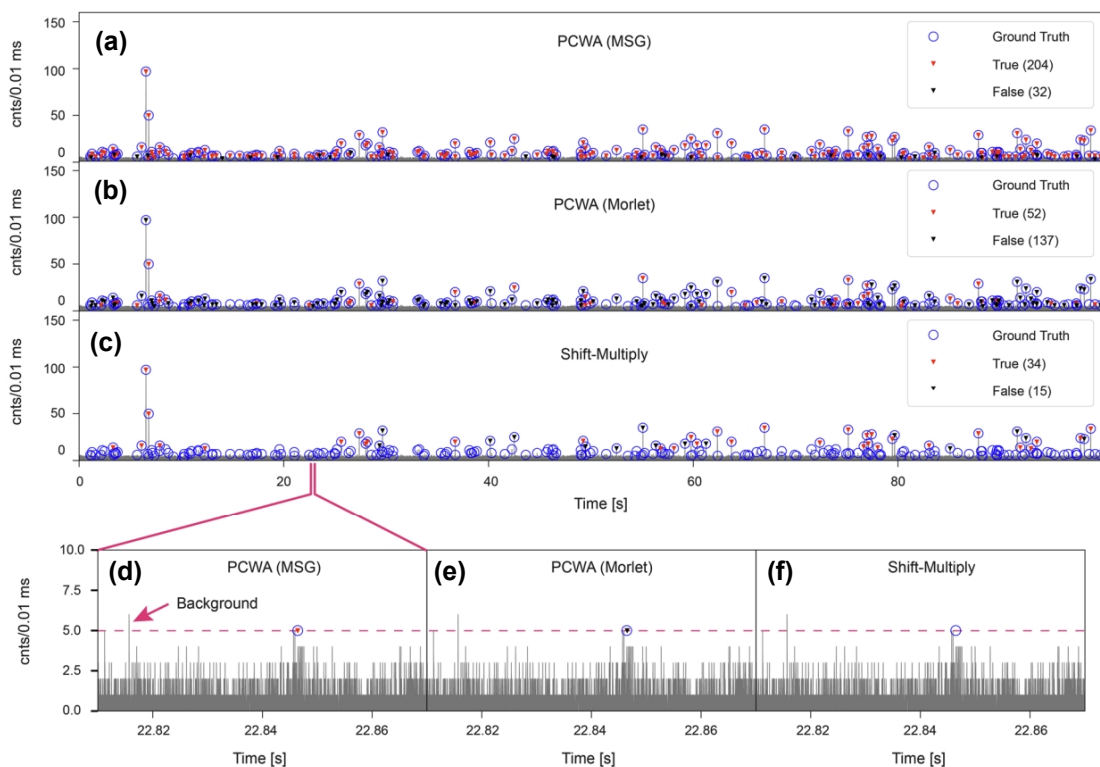 (a)
PCWA (MSG)
Ground Truth
True (204)
False (32)
150
100
50
0
cnts/0.01 ms
(b)
PCWA (Morlet)
Ground Truth
True (52)
False (137)
150
100
50
0
cnts/0.01 ms
(c)
Shift-Multiply
Ground Truth
True (34)
False (15)
150
100
50
0
cnts/0.01 ms
0 20 40 60 80
Time [s]
(d) PCWA (MSG)
Background
10.0
7.5
5.0
2.5
0.0
cnts/0.01 ms
22.82 22.84 22.86
Time [s]
(e) PCWA (Morlet)
22.82 22.84 22.86
Time [s]
(f) Shift-Multiply
22.82 22.84 22.86
Time [s]